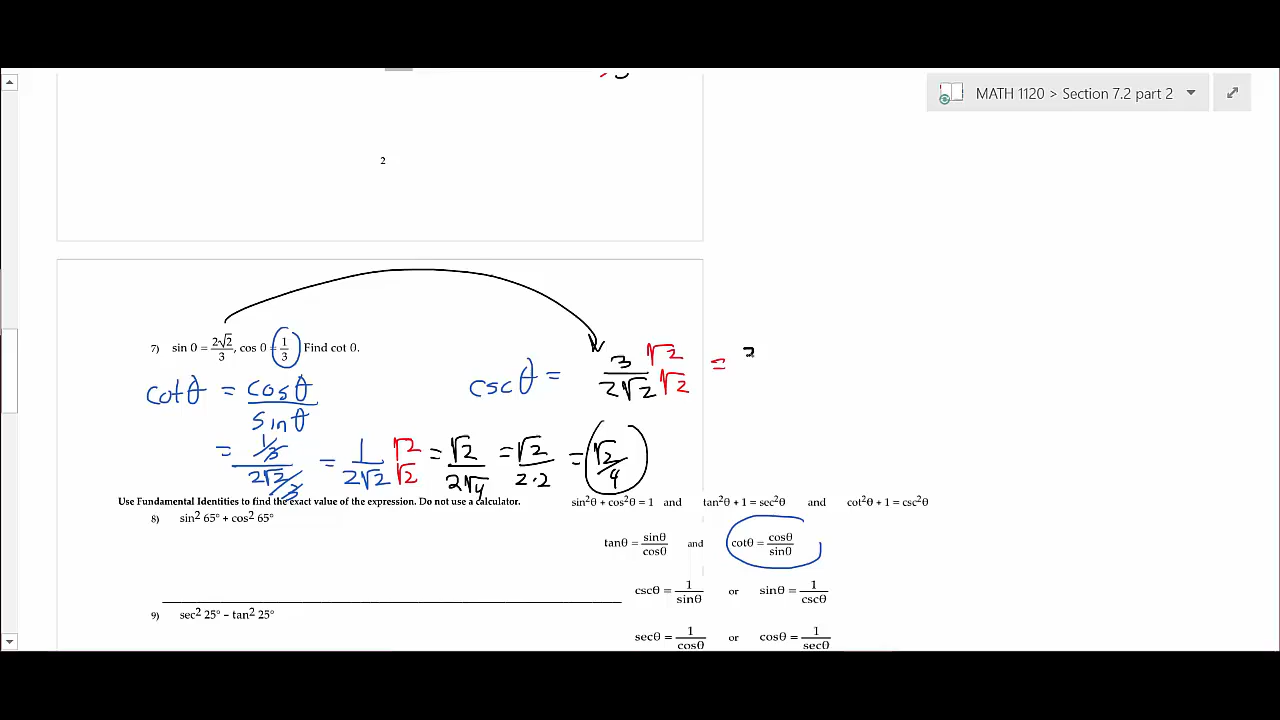 MATH 1120 > Section 7.2 part 2
2
7) sin θ = 2√2/3, cos θ = 1/3 Find cot θ.
cotθ = cosθ/sinθ
cscθ = 3√2/2√2√2 =
= 1/3/2√2/3 = 1√2/2√2√2 = √2/2√4 = √2/2·2 = √2/4
Use Fundamental Identities to find the exact value of the expression. Do not use a calculator.
sin²θ + cos²θ = 1 and tan²θ + 1 = sec²θ and cot²θ + 1 = csc²θ
8) sin² 65° + cos² 65°
tanθ = sinθ/cosθ and cotθ = cosθ/sinθ
cscθ = 1/sinθ or sinθ = 1/cscθ
9) sec² 25° – tan² 25°
secθ = 1/cosθ or cosθ = 1/secθ